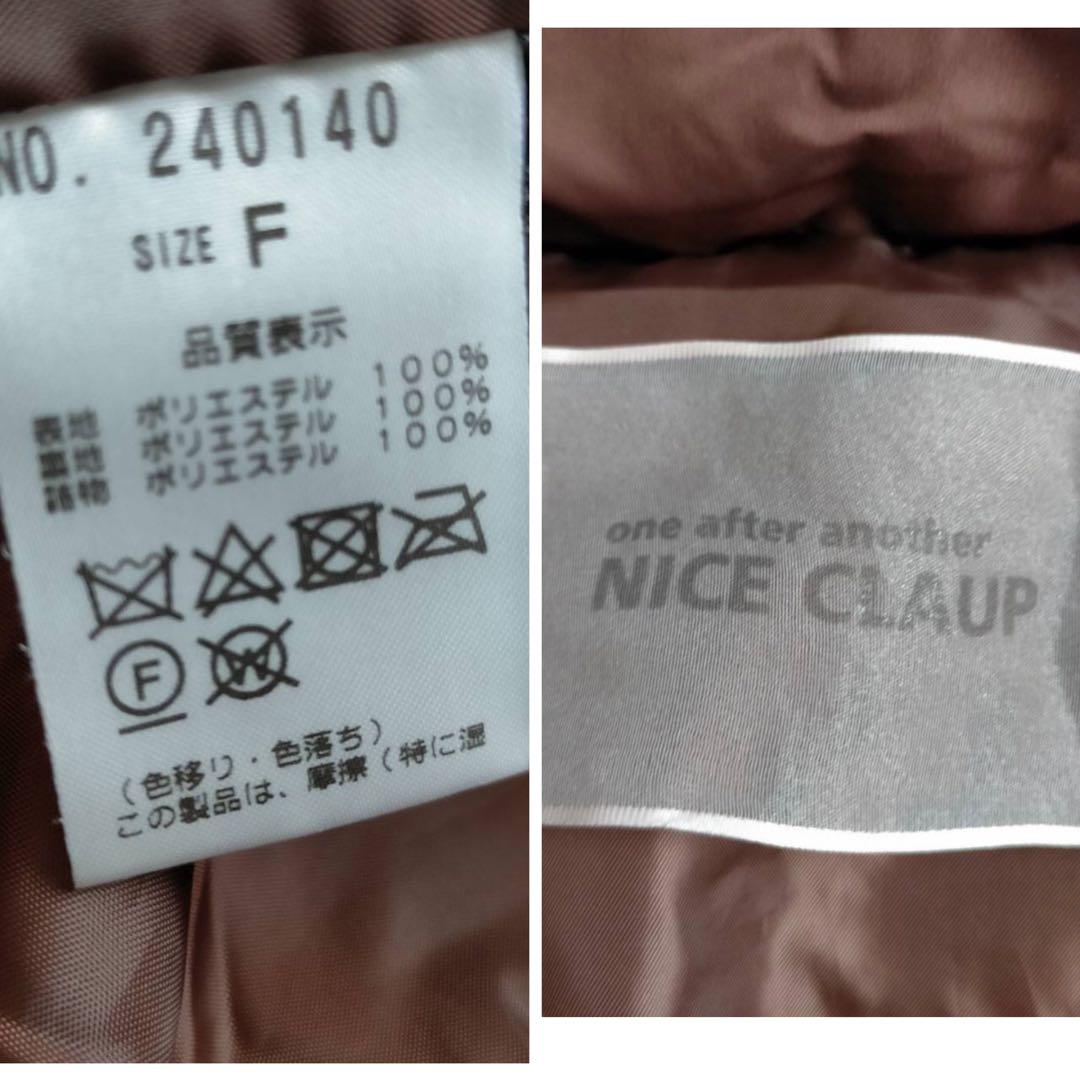 NO. 240140
SIZE F
品質表示
表地 ポリエステル 100%
裏地 ポリエステル 100%
詰物 ポリエステル 100%
F
W
(色移り・色落ち)
この製品は、摩擦(特に湿
one after another
NICE CLAUP